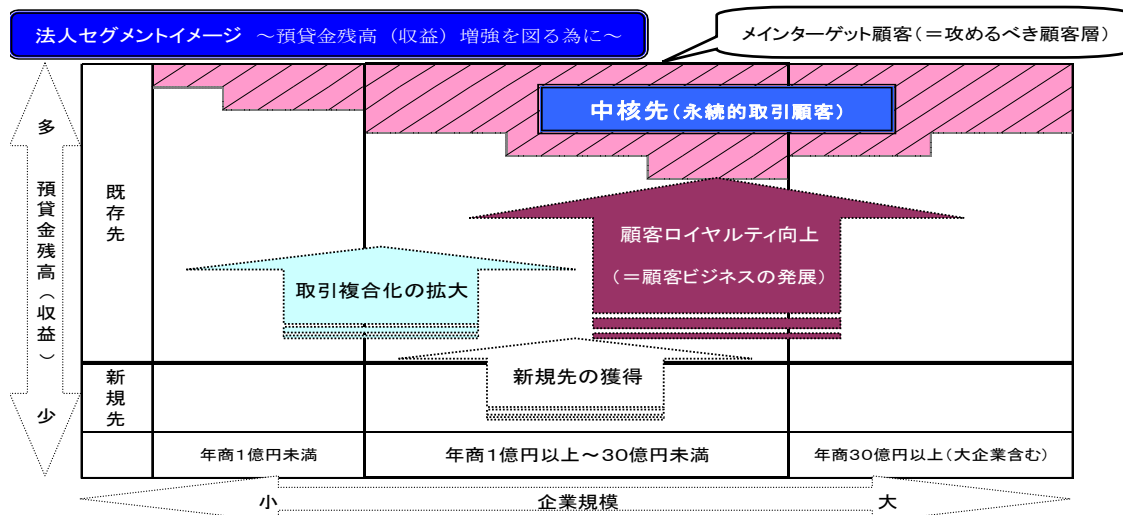 法人セグメントイメージ ～預貸金残高（収益）増強を図る為に～
メインターゲット顧客（＝攻めるべき顧客層）
多
預貸金残高（収益）
少
既存先
新規先
中核先（永続的取引顧客）
顧客ロイヤルティ向上
（＝顧客ビジネスの発展）
取引複合化の拡大
新規先の獲得
年商1億円未満
年商1億円以上～30億円未満
年商30億円以上（大企業含む）
小
企業規模
大